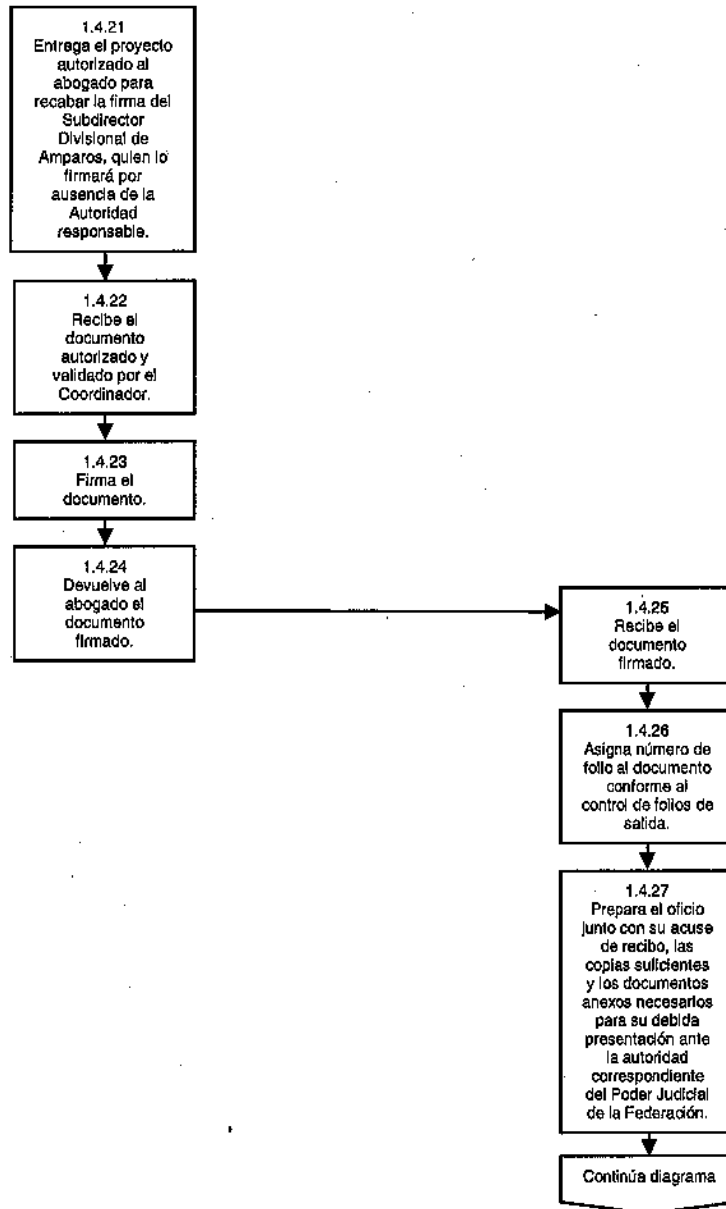 1.4.21
Entrega el proyecto
autorizado al
abogado para
recabar la firma del
Subdirector
Divisional de
Amparos, quien lo
firmará por
ausencia de la
Autoridad
responsable.
1.4.22
Recibe el
documento
autorizado y
validado por el
Coordinador.
1.4.23
Firma el
documento.
1.4.24
Devuelve al
abogado el
documento
firmado.
1.4.25
Recibe el
documento
firmado.
1.4.26
Asigna número de
folio al documento
conforme al
control de folios de
salida.
1.4.27
Prepara el oficio
junto con su acuse
de recibo, las
copias suficientes
y los documentos
anexos necesarios
para su debida
presentación ante
la autoridad
correspondiente
del Poder Judicial
de la Federación.
Continúa diagrama